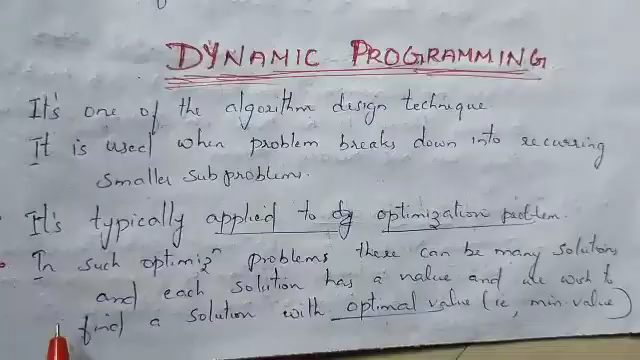 DYNAMIC PROGRAMMING
It's one of the algorithm design technique
It is used when problem breaks down into recurring
smaller subproblems.
It's typically applied to optimization problem.
In such optimizⁿ problems there can be many solutions
and each solution has a value and we wish to
find a solution with optimal value (ie, min value)